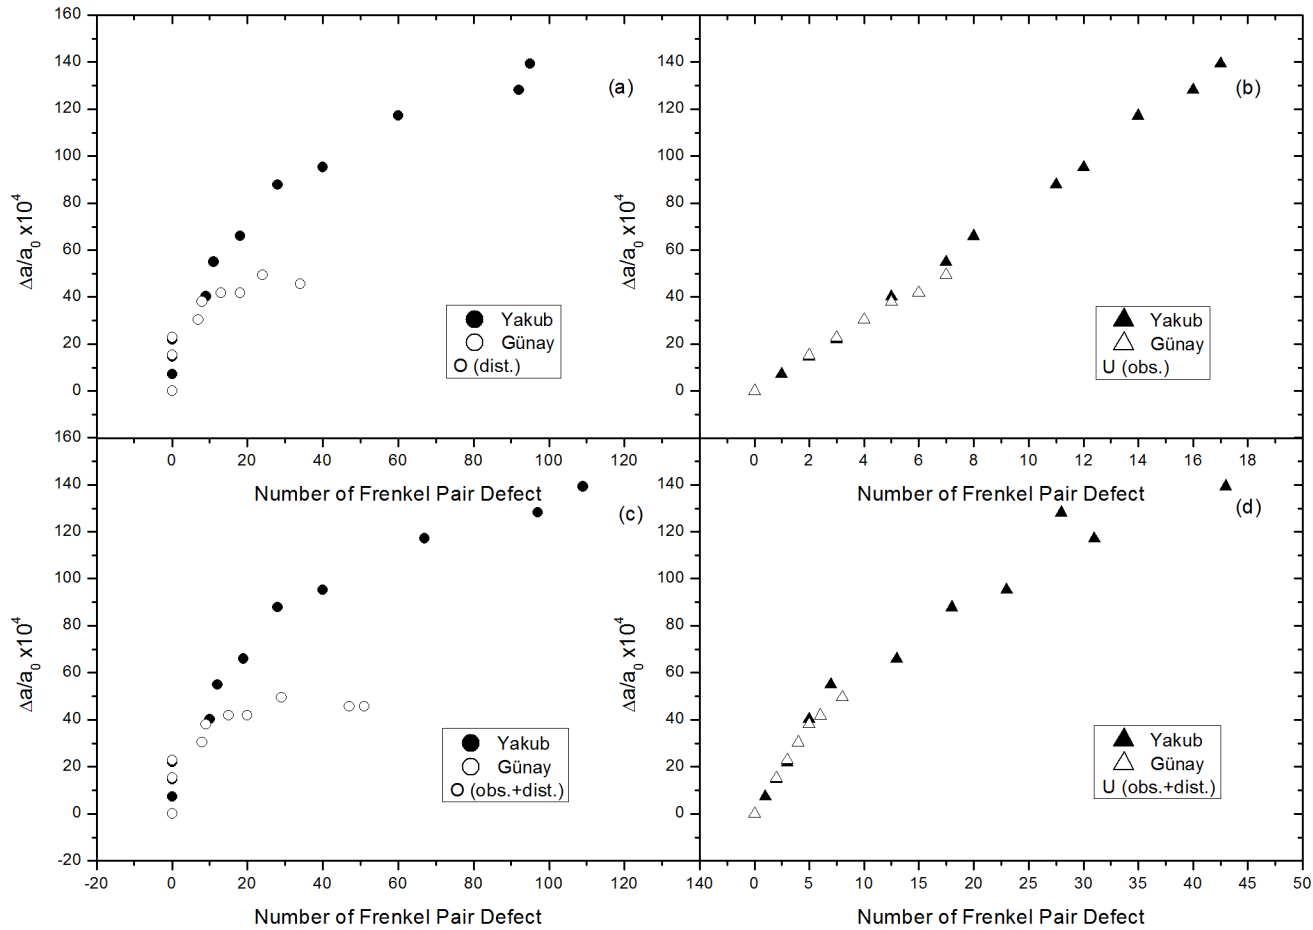 160
140
120
100
80
60
40
20
0
Δa/a0 x10^4
(a)
Yakub
Günay
O (dist.)
0 20 40 60 80 100 120
Number of Frenkel Pair Defect
160
140
120
100
80
60
40
20
0
Δa/a0 x10^4
(b)
Yakub
Günay
U (obs.)
0 2 4 6 8 10 12 14 16 18
Number of Frenkel Pair Defect
160
140
120
100
80
60
40
20
0
-20
Δa/a0 x10^4
(c)
Yakub
Günay
O (obs.+dist.)
-20 0 20 40 60 80 100 120 140
Number of Frenkel Pair Defect
140
120
100
80
60
40
20
0
Δa/a0 x10^4
(d)
Yakub
Günay
U (obs.+dist.)
0 5 10 15 20 25 30 35 40 45 50
Number of Frenkel Pair Defect